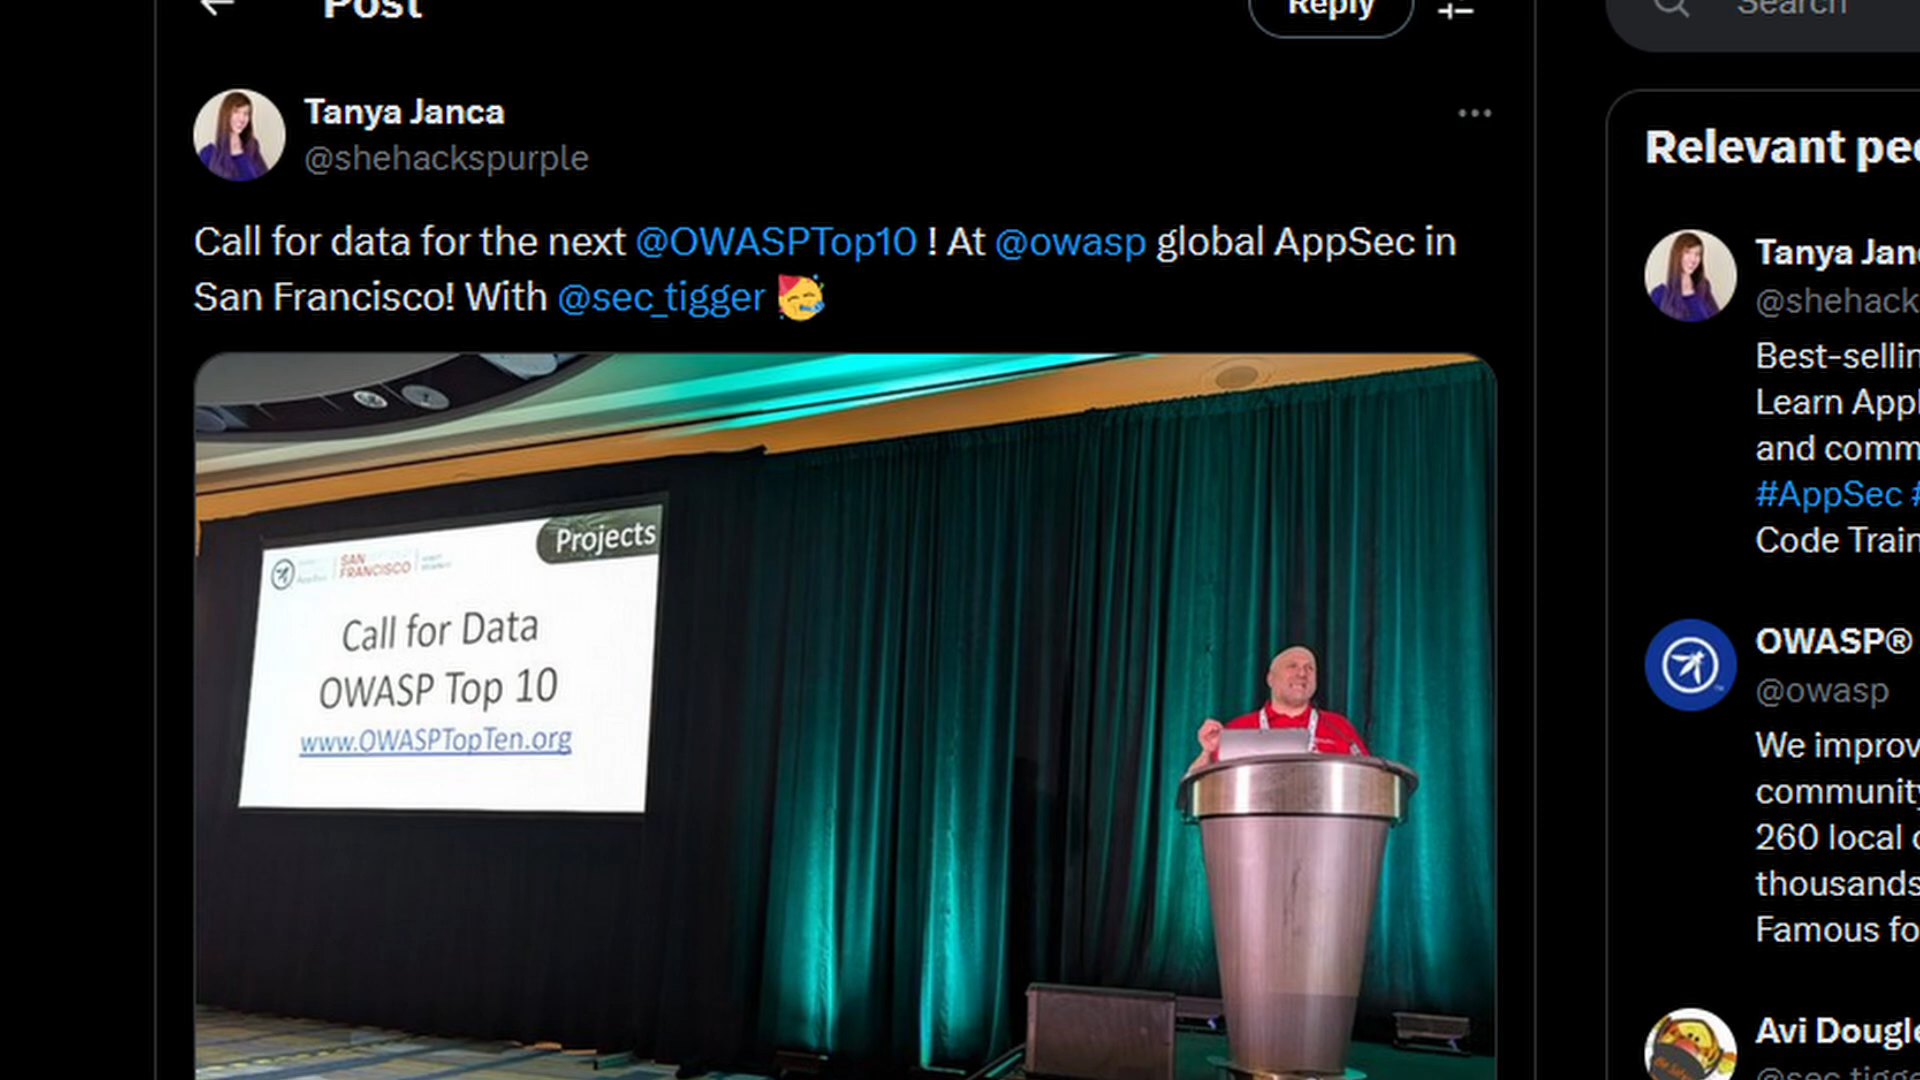 Post
Reply
Search
Tanya Janca
@shehackspurple
Call for data for the next @OWASPTop10 ! At @owasp global AppSec in
San Francisco! With @sec_tigger 🥳
Projects
SAN
FRANCISCO
Call for Data
OWASP Top 10
www.OWASPTopTen.org
Relevant peo
Tanya Jan
@shehack
Best-sellin
Learn Appl
and comm
#AppSec #
Code Train
OWASP®
@owasp
We improv
community
260 local c
thousands
Famous fo
Avi Dougle
@sec_tigge